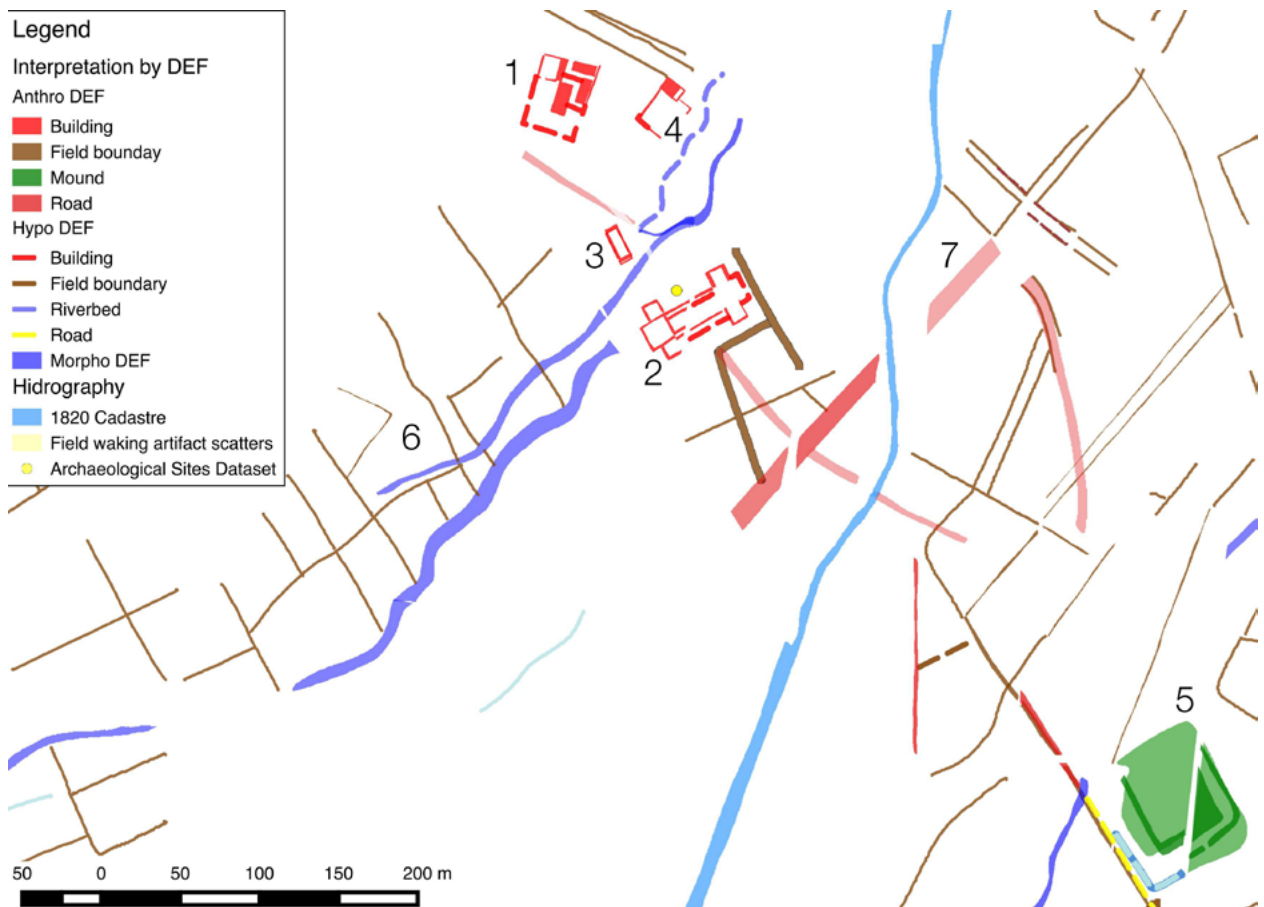 Legend
Interpretation by DEF
Anthro DEF
Building
Field bounday
Mound
Road
Hypo DEF
Building
Field boundary
Riverbed
Road
Morpho DEF
Hidrography
1820 Cadastre
Field waking artifact scatters
Archaeological Sites Dataset
1
4
3
7
2
6
5
50 0 50 100 150 200 m